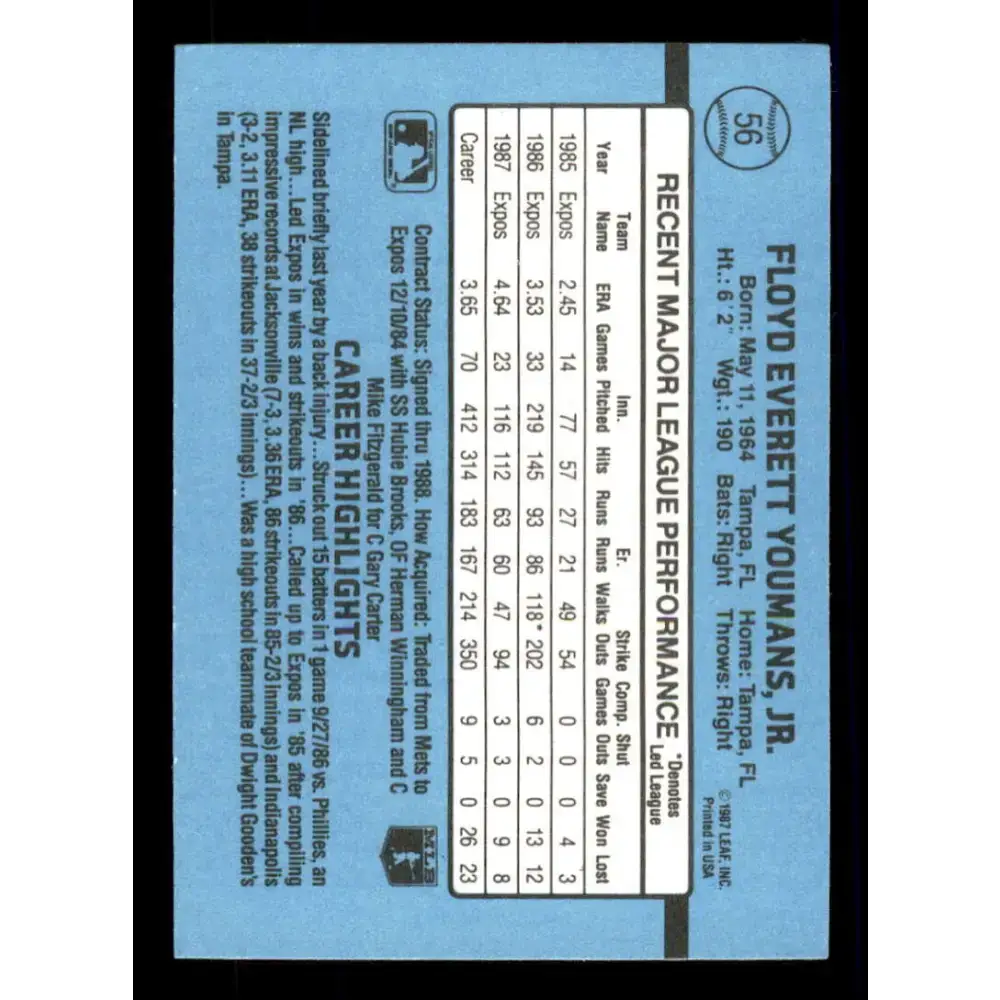 56
FLOYD EVERETT YOUMANS, JR.
Born: May 11, 1964 Tampa, FL Home: Tampa, FL
Ht.: 6'2" Wgt.: 190 Bats: Right Throws: Right
© 1987 LEAF, INC.
Printed in USA
RECENT MAJOR LEAGUE PERFORMANCE
*Denotes
Led League
Team Inn. Er. Strike Comp. Shut
Year Name ERA Games Pitched Hits Runs Runs Walks Outs Games Outs Save Won Lost
1985 Expos 2.45 14 77 57 27 21 49 54 0 0 0 4 3
1986 Expos 3.53 33 219 145 93 86 118* 202 6 2 0 13 12
1987 Expos 4.64 23 116 112 63 60 47 94 3 3 0 9 8
Career 3.65 70 412 314 183 167 214 350 9 5 0 26 23
Contract Status: Signed thru 1988. How Acquired: Traded from Mets to
Expos 12/10/84 with SS Hubie Brooks, OF Herman Winningham and C
Mike Fitzgerald for C Gary Carter
MLB
CAREER HIGHLIGHTS
Sidelined briefly last year by a back injury...Struck out 15 batters in 1 game 9/27/86 vs. Phillies, an
NL high...Led Expos in wins and strikeouts in '86...Called up to Expos in '85 after compiling
impressive records at Jacksonville (7-3, 3.36 ERA, 86 strikeouts in 85-2/3 innings) and Indianapolis
(3-2, 3.11 ERA, 38 strikeouts in 37-2/3 innings)...Was a high school teammate of Dwight Gooden's
in Tampa.